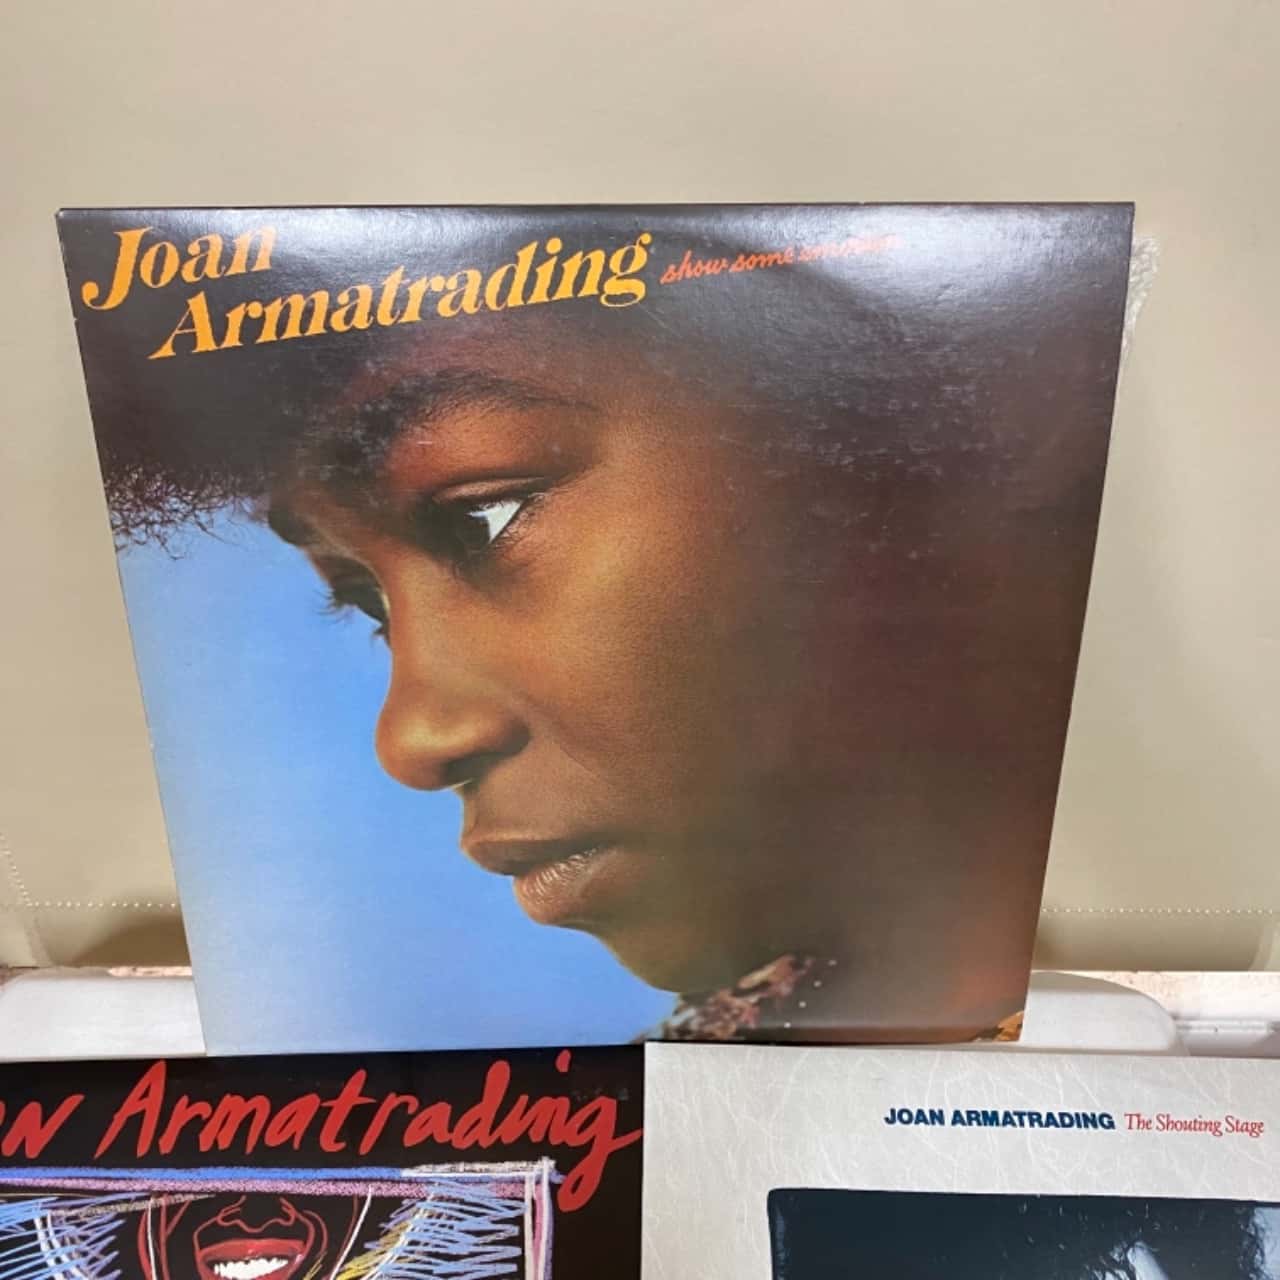 Joan
Armatrading
show some emotion
Armatrading
JOAN ARMATRADING The Shouting Stage